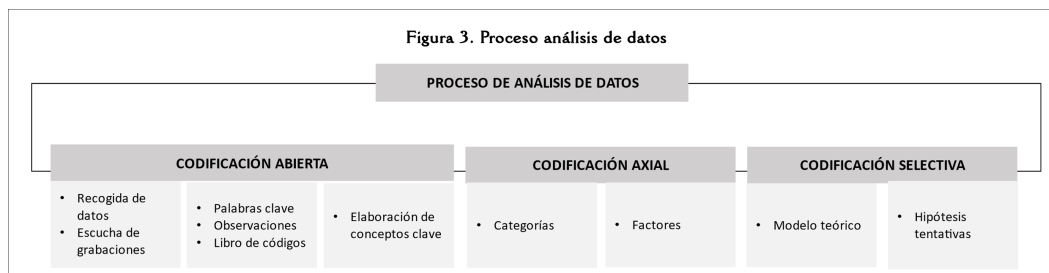 Figura 3. Proceso análisis de datos
PROCESO DE ANÁLISIS DE DATOS
CODIFICACIÓN ABIERTA
• Recogida de
datos
• Escucha de
grabaciones
• Palabras clave
• Observaciones
• Libro de códigos
• Elaboración de
conceptos clave
CODIFICACIÓN AXIAL
• Categorías
• Factores
CODIFICACIÓN SELECTIVA
• Modelo teórico
• Hipótesis
tentativas